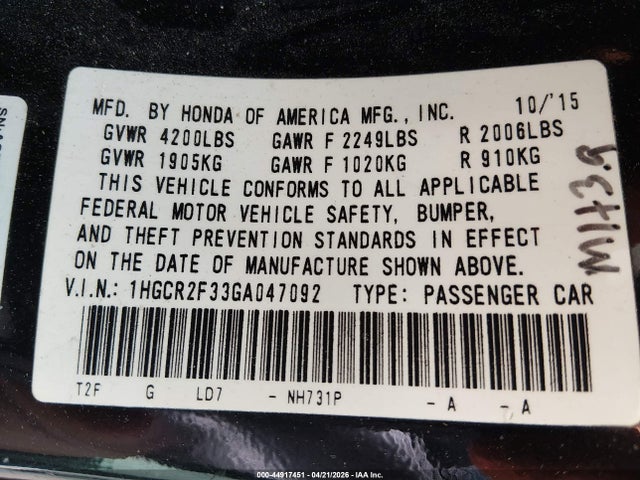 MFD. BY HONDA OF AMERICA MFG., INC. 10/'15
GVWR 4200LBS GAWR F 2249LBS R 2006LBS
GVWR 1905KG GAWR F 1020KG R 910KG
THIS VEHICLE CONFORMS TO ALL APPLICABLE
FEDERAL MOTOR VEHICLE SAFETY, BUMPER,
AND THEFT PREVENTION STANDARDS IN EFFECT
ON THE DATE OF MANUFACTURE SHOWN ABOVE.
V.I.N.: 1HGCR2F33GA047092 TYPE: PASSENGER CAR
T2F G LD7 - NH731P - A - A
000-44917451 - 04/21/2026 - IAA Inc.